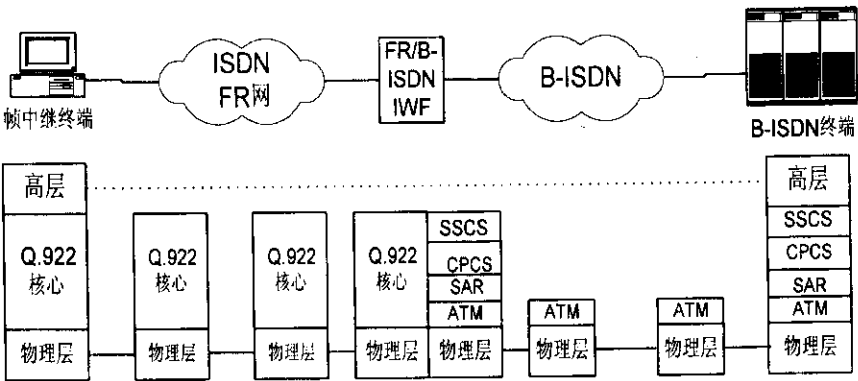 ISDN
FR网
FR/B-
ISDN
IWF
B-ISDN
帧中继终端
B-ISDN终端
高层
Q.922
核心
物理层
Q.922
核心
物理层
Q.922
核心
物理层
Q.922
核心
物理层
SSCS
CPCS
SAR
ATM
物理层
ATM
物理层
ATM
物理层
高层
SSCS
CPCS
SAR
ATM
物理层